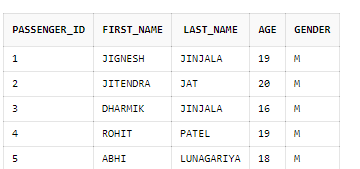 PASSENGER_ID FIRST_NAME LAST_NAME AGE GENDER
1 JIGNESH JINJALA 19 M
2 JITENDRA JAT 20 M
3 DHARMIK JINJALA 16 M
4 ROHIT PATEL 19 M
5 ABHI LUNAGARIYA 18 M